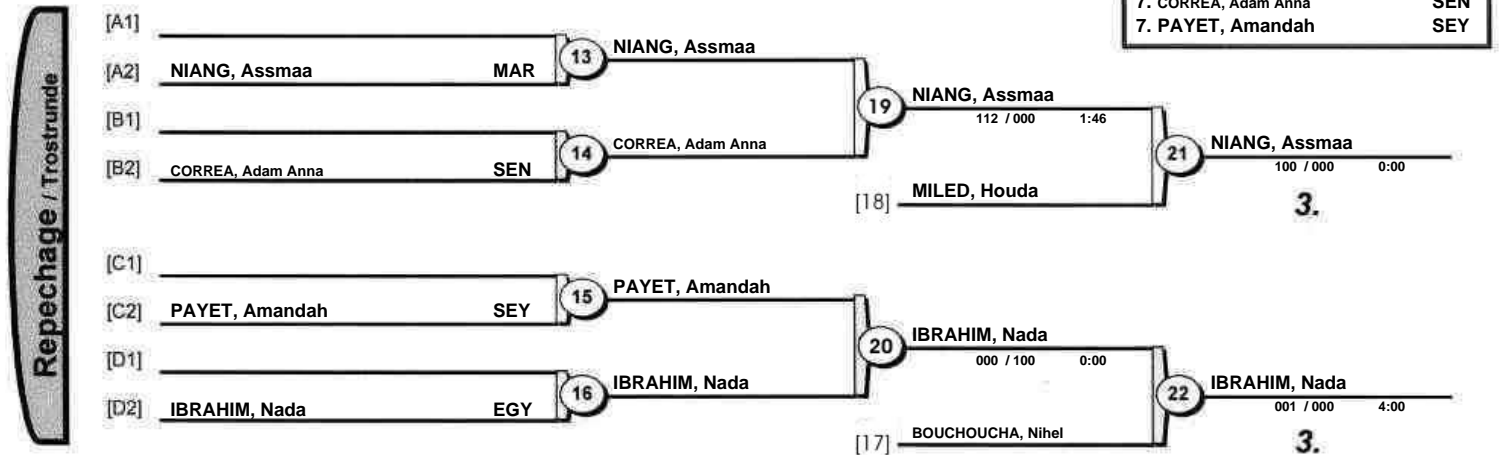 7. CORREA, Adam Anna SEN
7. PAYET, Amandah SEY
Repechage / Trostrunde
[A1]
[A2] NIANG, Assmaa MAR
13 NIANG, Assmaa
[B1]
[B2] CORREA, Adam Anna SEN
14 CORREA, Adam Anna
19 NIANG, Assmaa
112 / 000 1:46
[18] MILED, Houda
21 NIANG, Assmaa
100 / 000 0:00
3.
[C1]
[C2] PAYET, Amandah SEY
15 PAYET, Amandah
[D1]
[D2] IBRAHIM, Nada EGY
16 IBRAHIM, Nada
20 IBRAHIM, Nada
000 / 100 0:00
[17] BOUCHOUCHA, Nihel
22 IBRAHIM, Nada
001 / 000 4:00
3.